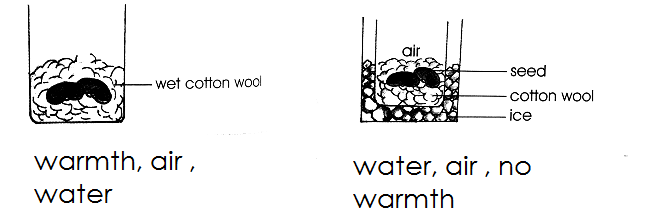 wet cotton wool
warmth, air ,
water
air
seed
cotton wool
ice
water, air , no
warmth